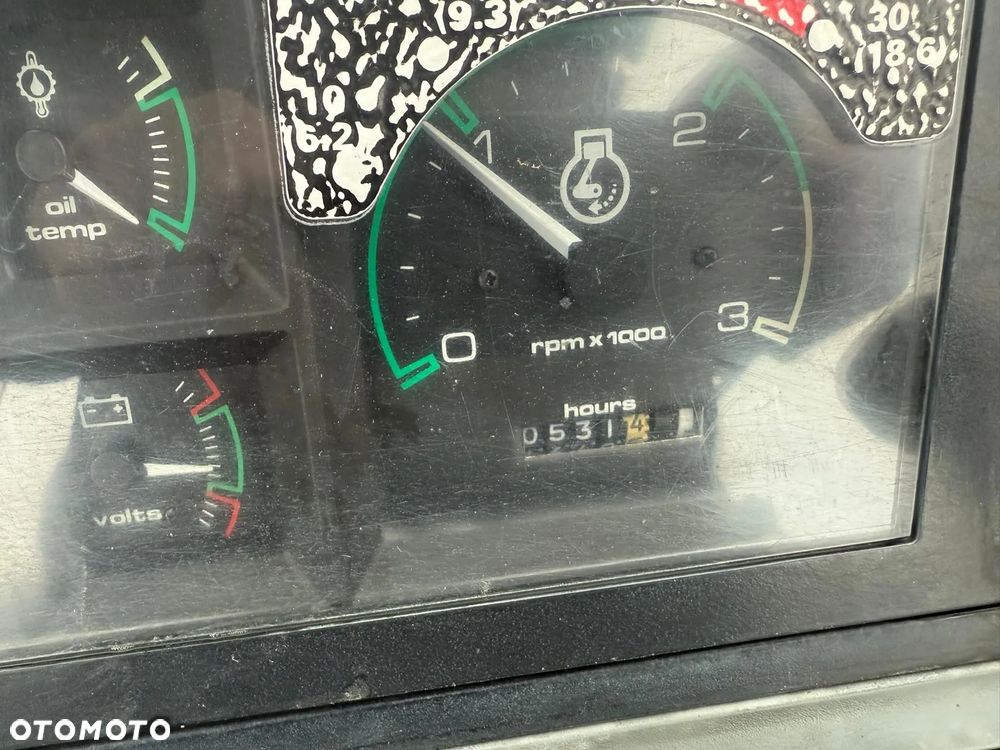 (9.3)
30
(18.6)
10
6.2
1
2
oil
temp
0
3
rpm x 1000
hours
05314
- +
volts
OTOMOTO